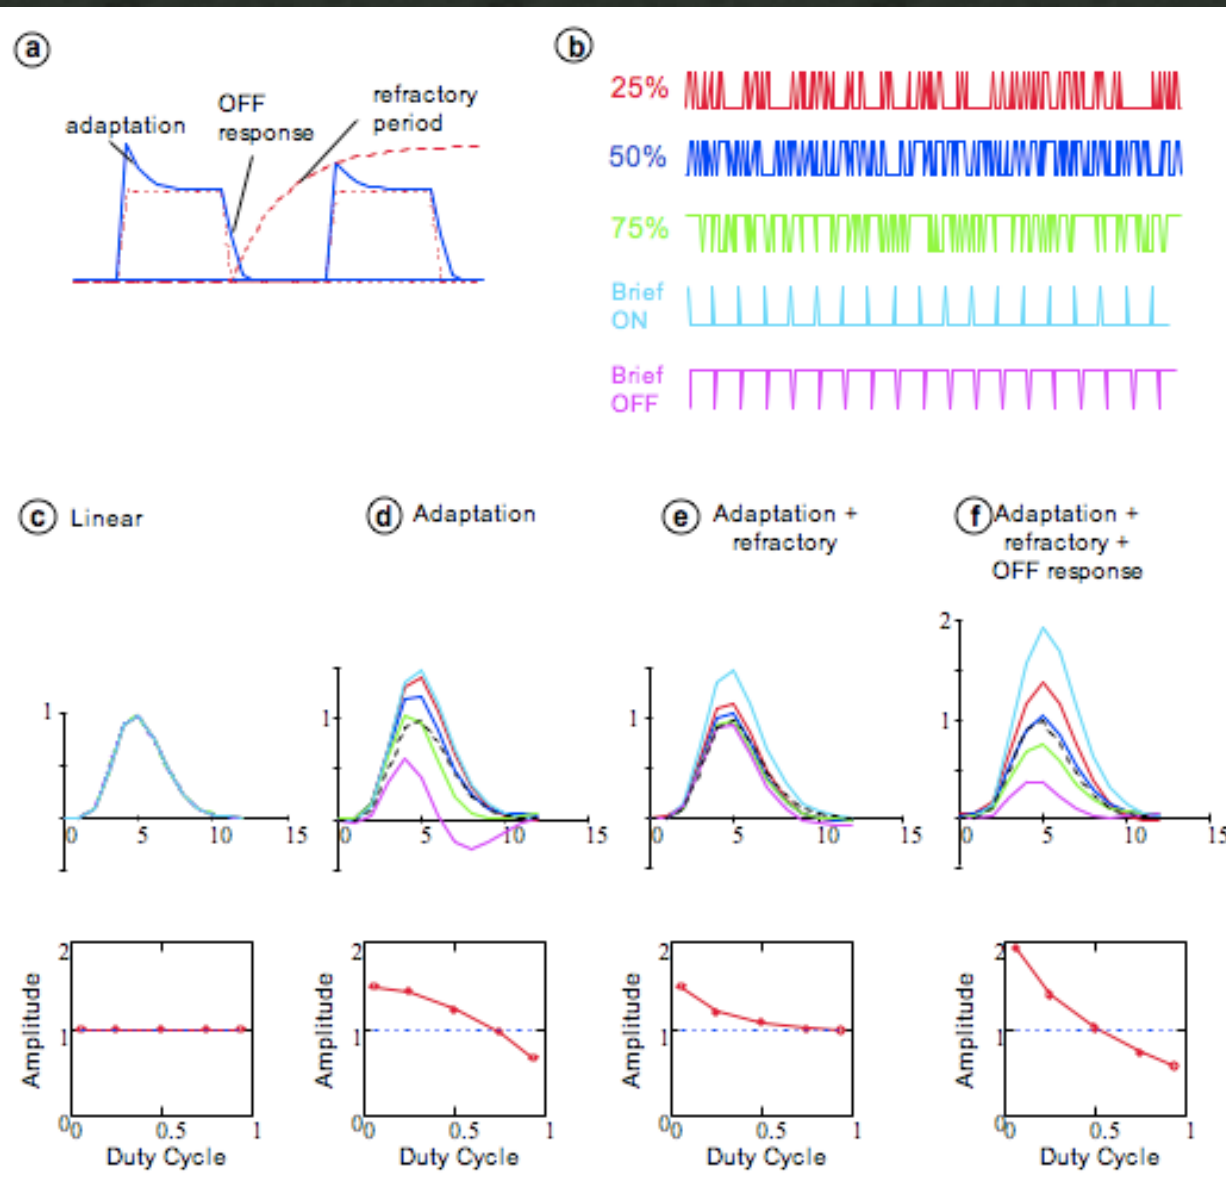 a
adaptation
OFF
response
refractory
period
b
25%
50%
75%
Brief
ON
Brief
OFF
c Linear
1
0 5 10 15
d Adaptation
1
0 5 10 15
e Adaptation +
refractory
1
0 5 10 15
f Adaptation +
refractory +
OFF response
2
1
0 5 10 15
Amplitude
2
1
0
0 0.5 1
Duty Cycle
Amplitude
2
1
0
0 0.5 1
Duty Cycle
Amplitude
2
1
0
0 0.5 1
Duty Cycle
Amplitude
2
1
0
0 0.5 1
Duty Cycle